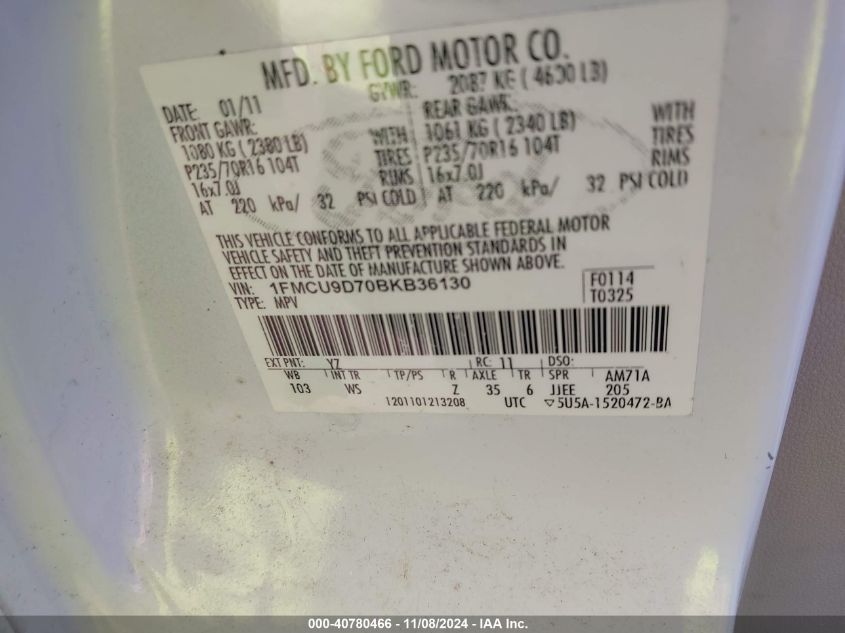 MFD. BY FORD MOTOR CO.
DATE: 01/11 GVWR: 2087 KG ( 4600 LB)
FRONT GAWR: REAR GAWR:
1080 KG ( 2380 LB) WITH 1061 KG ( 2340 LB) WITH
P235/70R16 104T TIRES P235/70R16 104T TIRES
16x7.0J RIMS 16x7.0J RIMS
AT 220 kPa/ 32 PSI COLD AT 220 kPa/ 32 PSI COLD
THIS VEHICLE CONFORMS TO ALL APPLICABLE FEDERAL MOTOR
VEHICLE SAFETY AND THEFT PREVENTION STANDARDS IN
EFFECT ON THE DATE OF MANUFACTURE SHOWN ABOVE.
VIN: 1FMCU9D70BKB36130 F0114
TYPE: MPV T0325
EXT PNT: YZ RC: 11 DSO:
WB INT TR TP/PS R AXLE TR SPR AM71A
103 WS Z 35 6 JJEE 205
1201101213208 UTC ▽5U5A-1520472-BA
000-40780466 - 11/08/2024 - IAA Inc.